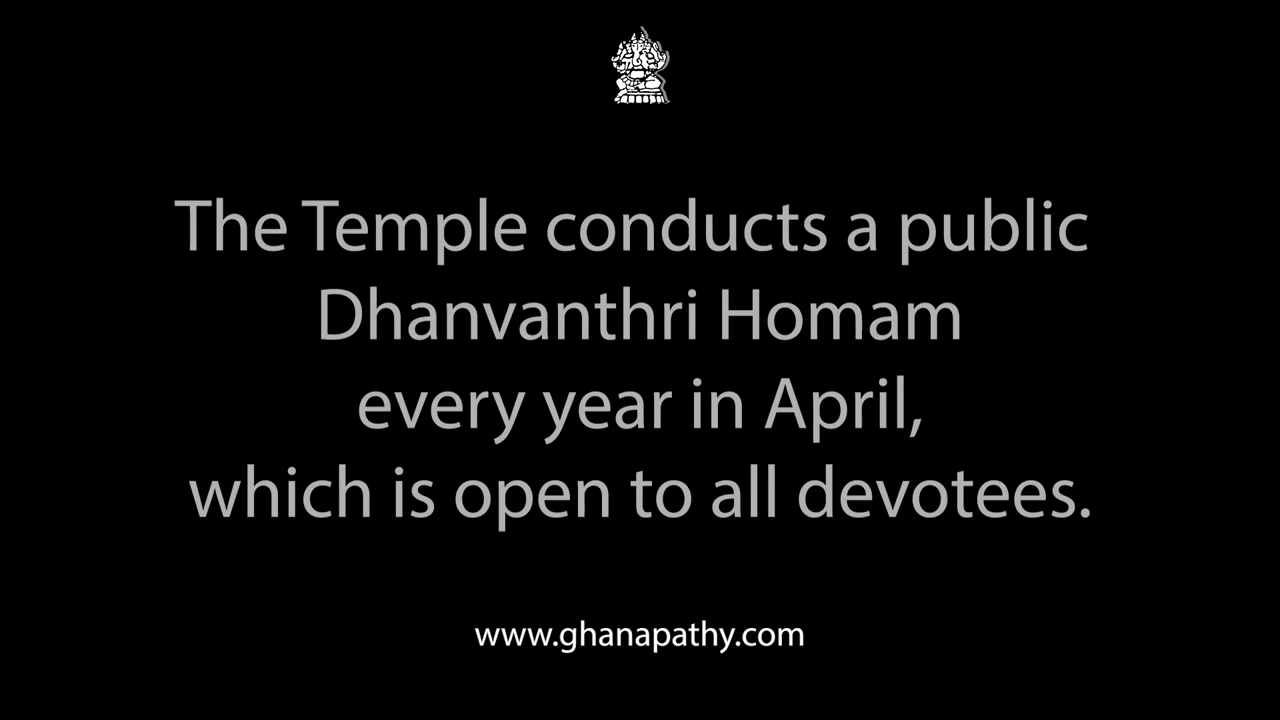 The Temple conducts a public
Dhanvanthri Homam
every year in April,
which is open to all devotees.
www.ghanapathy.com